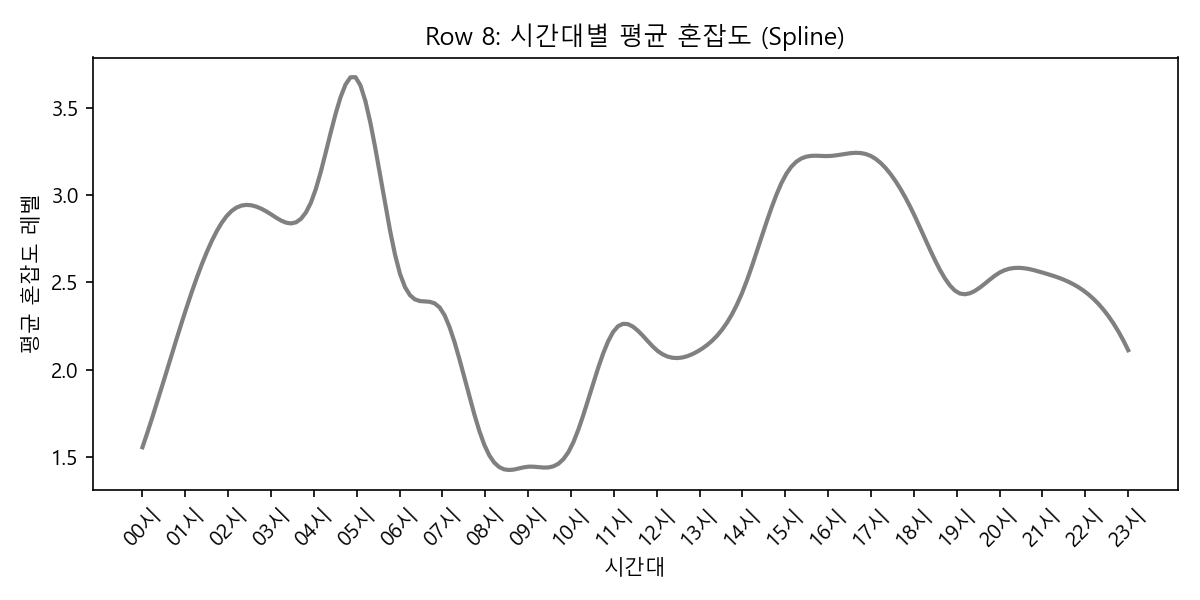 Row 8: 시간대별 평균 혼잡도 (Spline)
평균 혼잡도 레벨
3.5
3.0
2.5
2.0
1.5
00시 01시 02시 03시 04시 05시 06시 07시 08시 09시 10시 11시 12시 13시 14시 15시 16시 17시 18시 19시 20시 21시 22시 23시
시간대